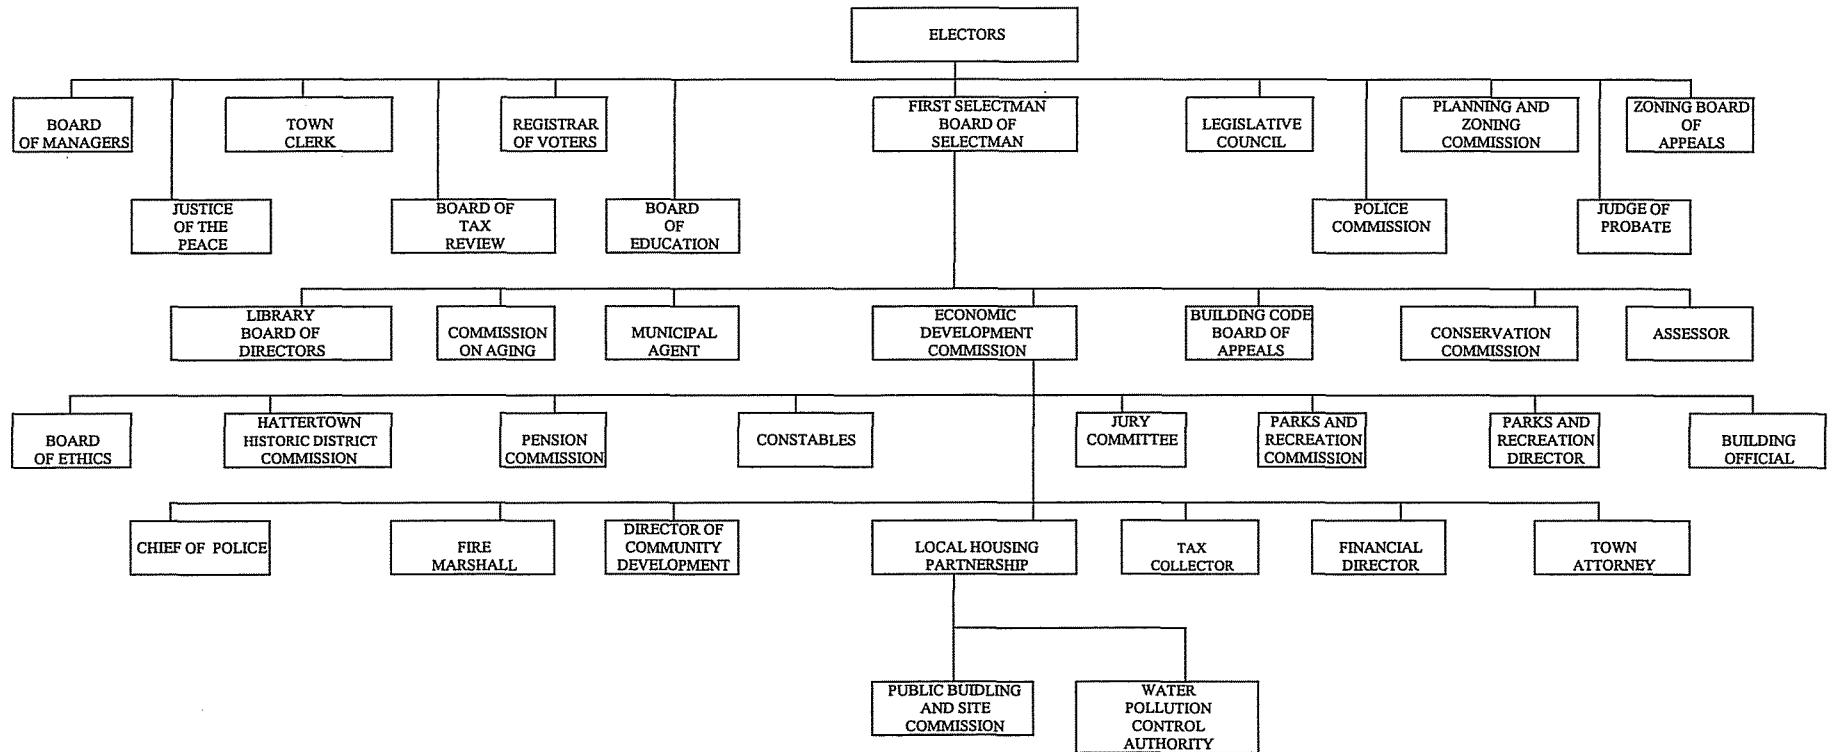 ELECTORS
BOARD
OF MANAGERS
TOWN
CLERK
REGISTRAR
OF VOTERS
FIRST SELECTMAN
BOARD OF
SELECTMAN
LEGISLATIVE
COUNCIL
PLANNING AND
ZONING
COMMISSION
ZONING BOARD
OF
APPEALS
JUSTICE
OF THE
PEACE
BOARD OF
TAX
REVIEW
BOARD
OF
EDUCATION
POLICE
COMMISSION
JUDGE OF
PROBATE
LIBRARY
BOARD OF
DIRECTORS
COMMISSION
ON AGING
MUNICIPAL
AGENT
ECONOMIC
DEVELOPMENT
COMMISSION
BUILDING CODE
BOARD OF
APPEALS
CONSERVATION
COMMISSION
ASSESSOR
BOARD
OF ETHICS
HATTERTOWN
HISTORIC DISTRICT
COMMISSION
PENSION
COMMISSION
CONSTABLES
JURY
COMMITTEE
PARKS AND
RECREATION
COMMISSION
PARKS AND
RECREATION
DIRECTOR
BUILDING
OFFICIAL
CHIEF OF POLICE
FIRE
MARSHALL
DIRECTOR OF
COMMUNITY
DEVELOPMENT
LOCAL HOUSING
PARTNERSHIP
TAX
COLLECTOR
FINANCIAL
DIRECTOR
TOWN
ATTORNEY
PUBLIC BUIDLING
AND SITE
COMMISSION
WATER
POLLUTION
CONTROL
AUTHORITY